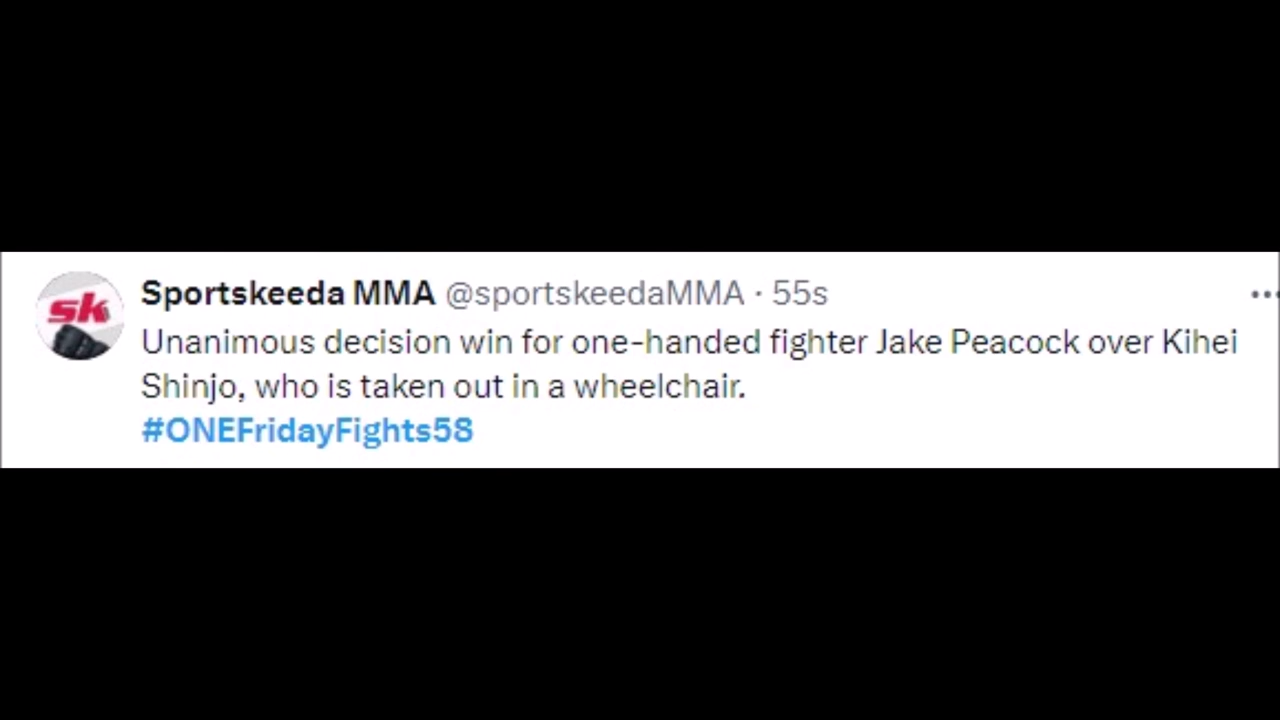 sk
Sportskeeda MMA @sportskeedaMMA · 55s
Unanimous decision win for one-handed fighter Jake Peacock over Kihei
Shinjo, who is taken out in a wheelchair.
#ONEFridayFights58